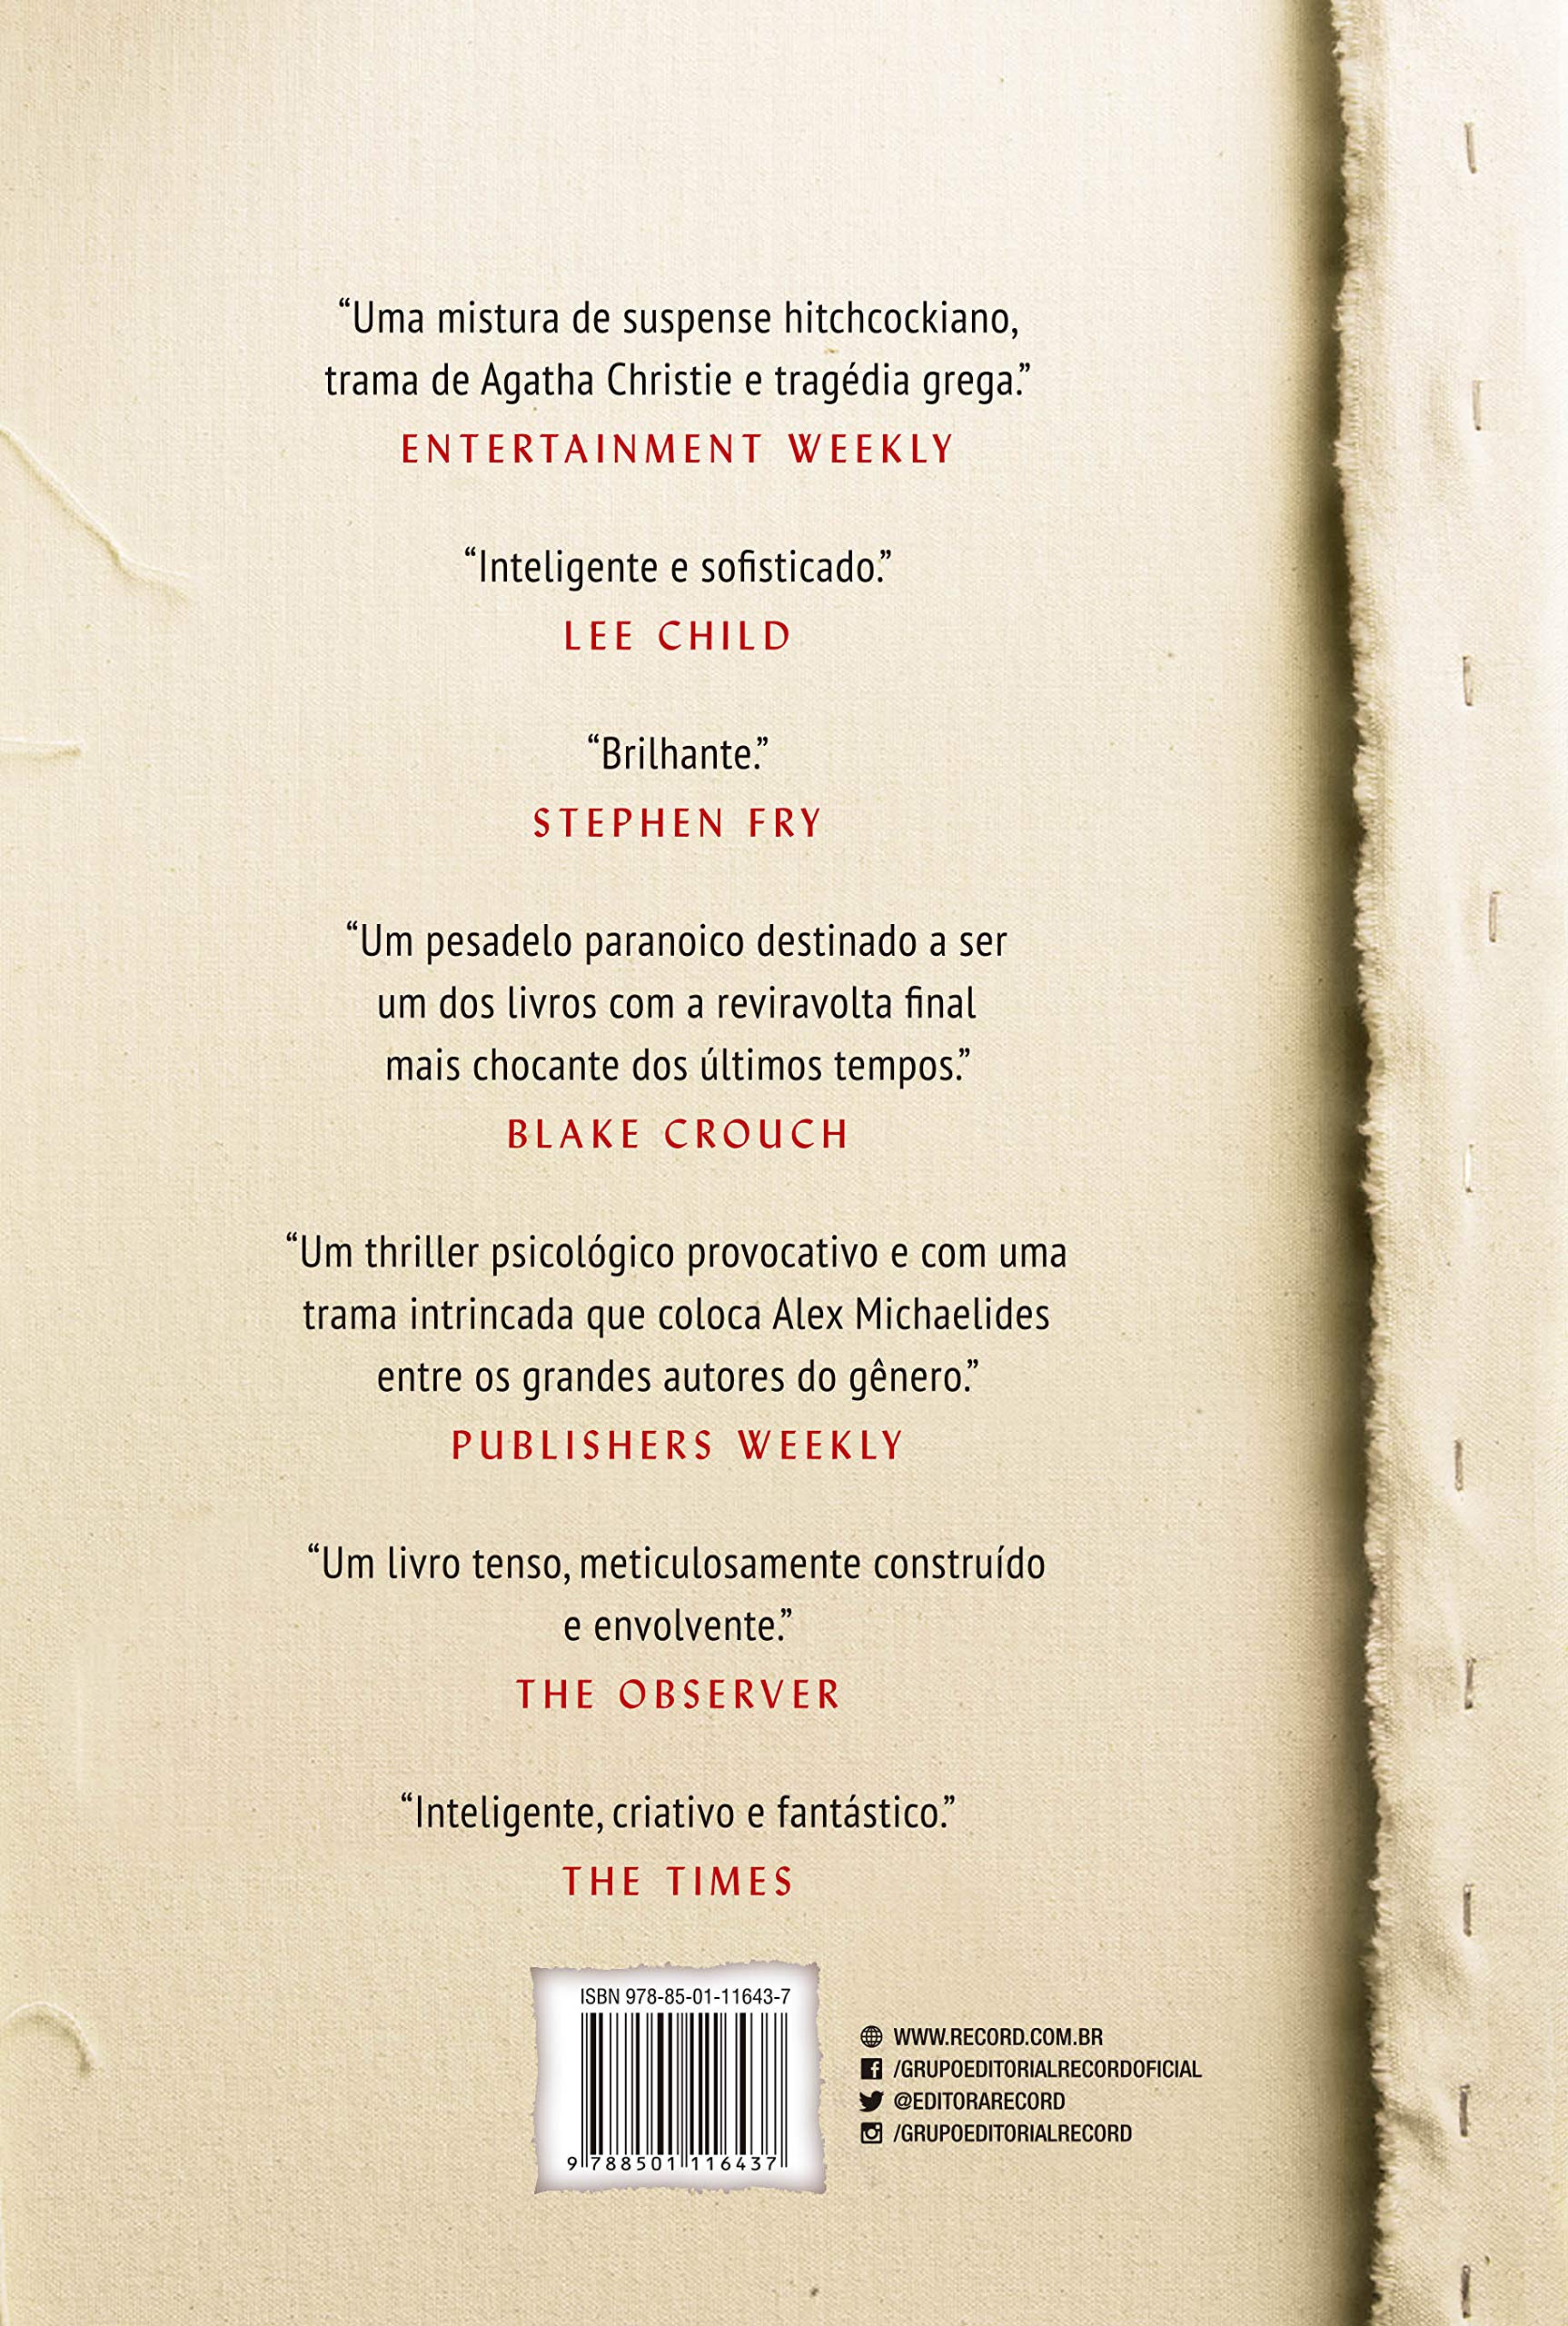 “Uma mistura de suspense hitchcockiano,
trama de Agatha Christie e tragédia grega.”
ENTERTAINMENT WEEKLY
“Inteligente e sofisticado.”
LEE CHILD
“Brilhante.”
STEPHEN FRY
“Um pesadelo paranoico destinado a ser
um dos livros com a reviravolta final
mais chocante dos últimos tempos.”
BLAKE CROUCH
“Um thriller psicológico provocativo e com uma
trama intrincada que coloca Alex Michaelides
entre os grandes autores do gênero.”
PUBLISHERS WEEKLY
“Um livro tenso, meticulosamente construído
e envolvente.”
THE OBSERVER
“Inteligente, criativo e fantástico.”
THE TIMES
ISBN 978-85-01-11643-7
9 788501 116437
WWW.RECORD.COM.BR
/GRUPOEDITORIALRECORDOFICIAL
@EDITORARECORD
/GRUPOEDITORIALRECORD